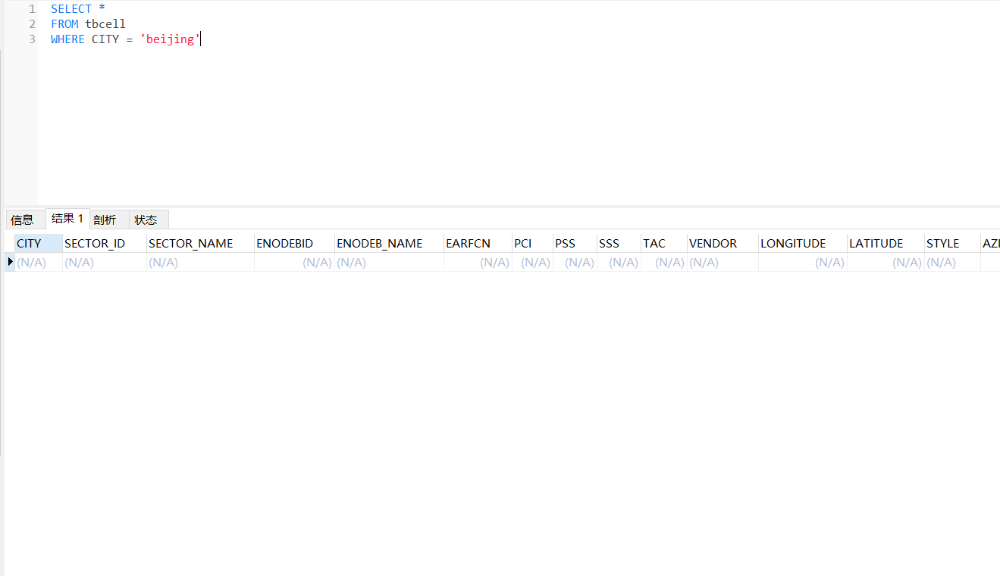 1 SELECT *
2 FROM tbcell
3 WHERE CITY = 'beijing'
信息 结果 1 剖析 状态
CITY SECTOR_ID SECTOR_NAME ENODEBID ENODEB_NAME EARFCN PCI PSS SSS TAC VENDOR LONGITUDE LATITUDE STYLE
(N/A) (N/A) (N/A) (N/A) (N/A) (N/A) (N/A) (N/A) (N/A) (N/A) (N/A) (N/A) (N/A) (N/A)